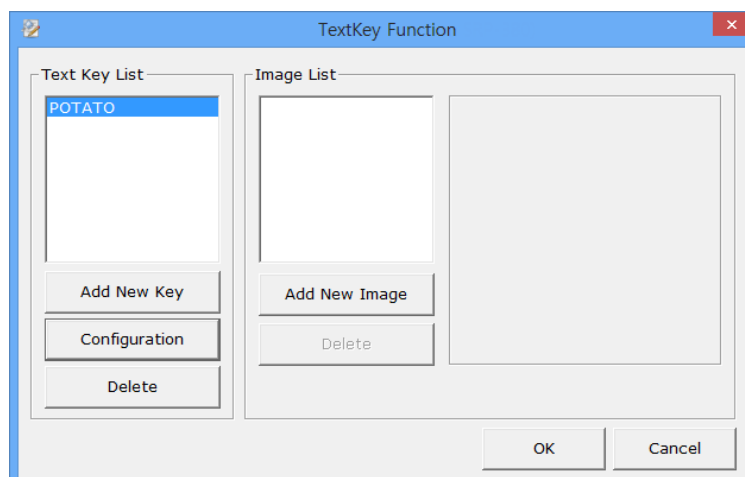 TextKey Function
Text Key List
POTATO
Add New Key
Configuration
Delete
Image List
Add New Image
Delete
OK
Cancel